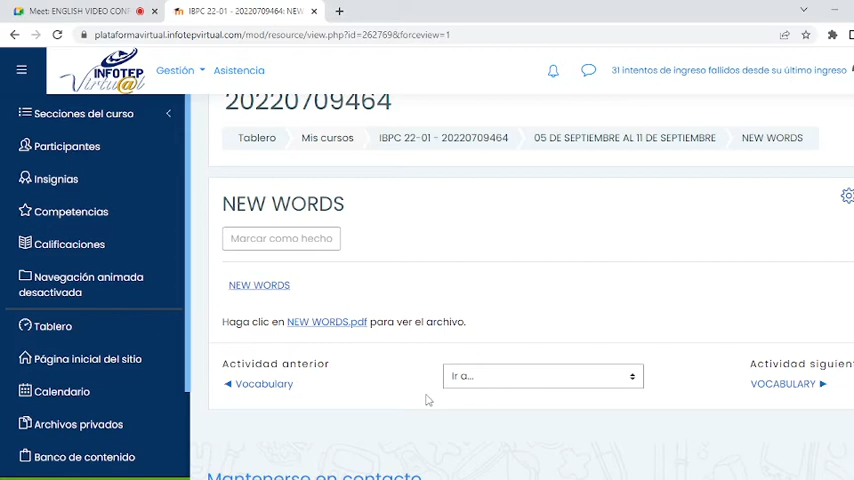 Meet: ENGLISH VIDEO CONF
IBPC 22-01 - 20220709464: NEW
plataformavirtual.infotepvirtual.com/mod/resource/view.php?id=262769&forceview=1
INFOTEP
Virtu@l
Gestión
Asistencia
31 intentos de ingreso fallidos desde su último ingreso
20220709464
Secciones del curso
Participantes
Insignias
Competencias
Calificaciones
Navegación animada
desactivada
Tablero
Página inicial del sitio
Calendario
Archivos privados
Banco de contenido
Tablero
Mis cursos
IBPC 22-01 - 20220709464
05 DE SEPTIEMBRE AL 11 DE SEPTIEMBRE
NEW WORDS
NEW WORDS
Marcar como hecho
NEW WORDS
Haga clic en NEW WORDS.pdf para ver el archivo.
Actividad anterior
◀ Vocabulary
Ir a...
Actividad siguien
VOCABULARY ▶
Mantenerse en contacto